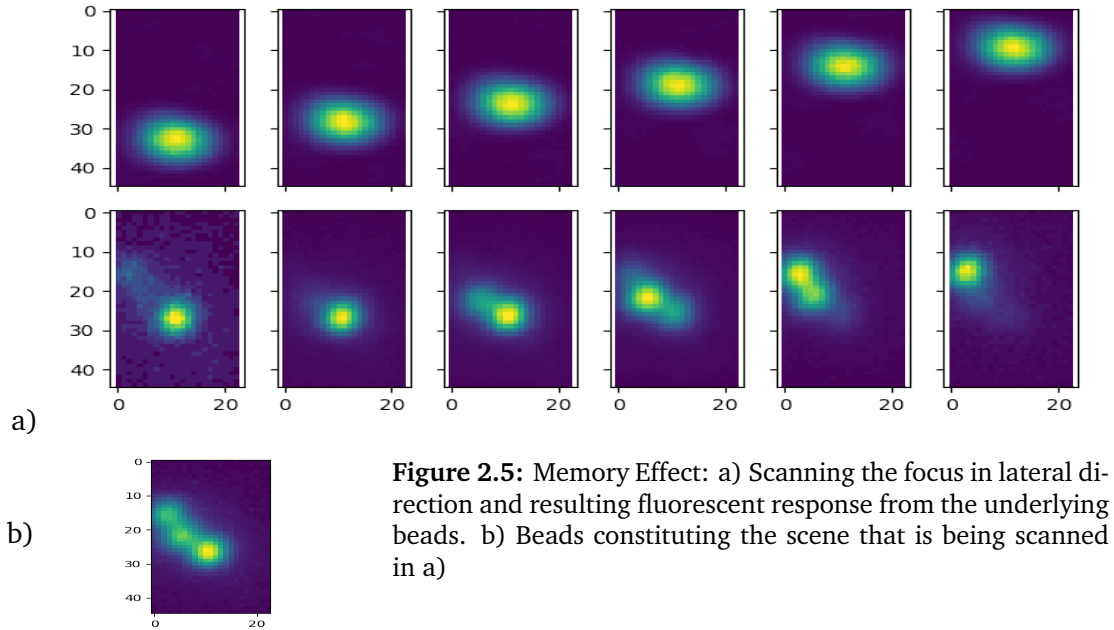 0
10
20
30
40
0
10
20
30
40
0 20 0 20 0 20 0 20 0 20 0 20
a)
0
10
20
30
40
0 20
b)
Figure 2.5: Memory Effect: a) Scanning the focus in lateral di-
rection and resulting fluorescent response from the underlying
beads. b) Beads constituting the scene that is being scanned
in a)